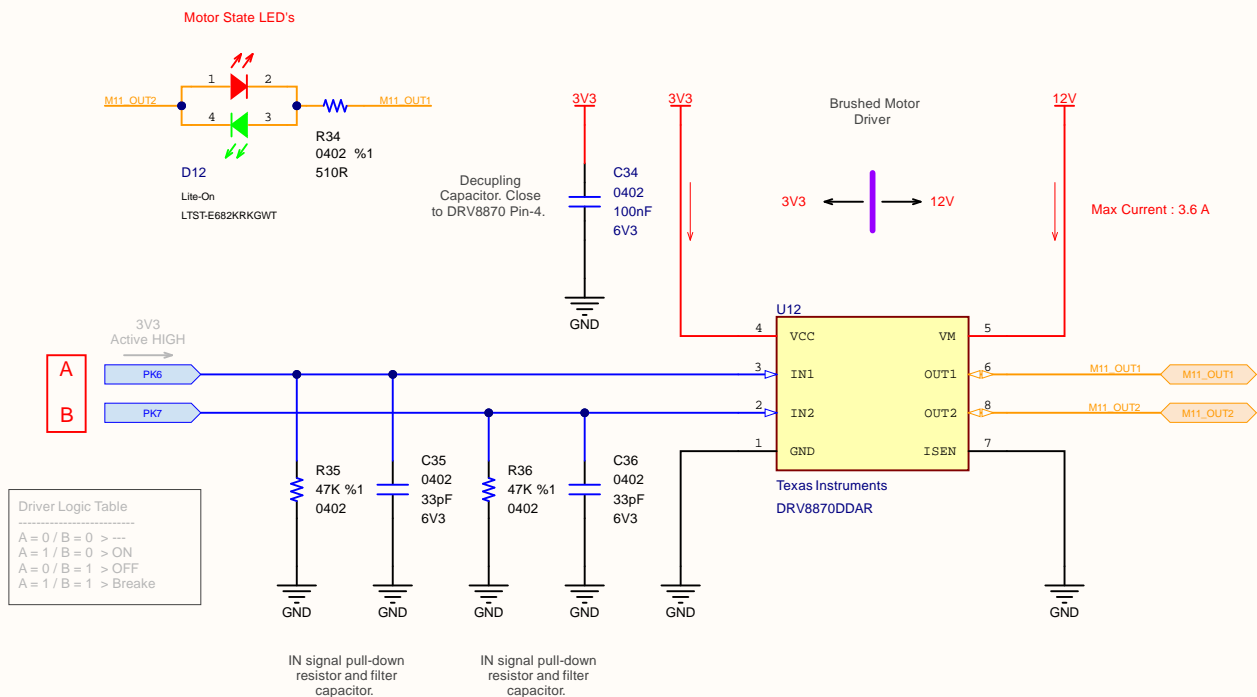 Motor State LED's
1
2
M11_OUT2
M11_OUT1
4
3
R34
0402 %1
510R
D12
Lite-On
LTST-E682KRKGWT
3V3
Decupling
Capacitor. Close
to DRV8870 Pin-4.
C34
0402
100nF
6V3
GND
3V3
Brushed Motor
Driver
3V3
12V
12V
Max Current : 3.6 A
U12
4
VCC
VM
5
3
IN1
OUT1
6
M11_OUT1
M11_OUT1
2
IN2
OUT2
8
M11_OUT2
M11_OUT2
1
GND
ISEN
7
Texas Instruments
DRV8870DDAR
3V3
Active HIGH
A
PK6
B
PK7
R35
47K %1
0402
C35
0402
33pF
6V3
R36
47K %1
0402
C36
0402
33pF
6V3
Driver Logic Table
--------------------------
A = 0 / B = 0 > ---
A = 1 / B = 0 > ON
A = 0 / B = 1 > OFF
A = 1 / B = 1 > Breake
GND
GND
GND
GND
GND
GND
IN signal pull-down
resistor and filter
capacitor.
IN signal pull-down
resistor and filter
capacitor.